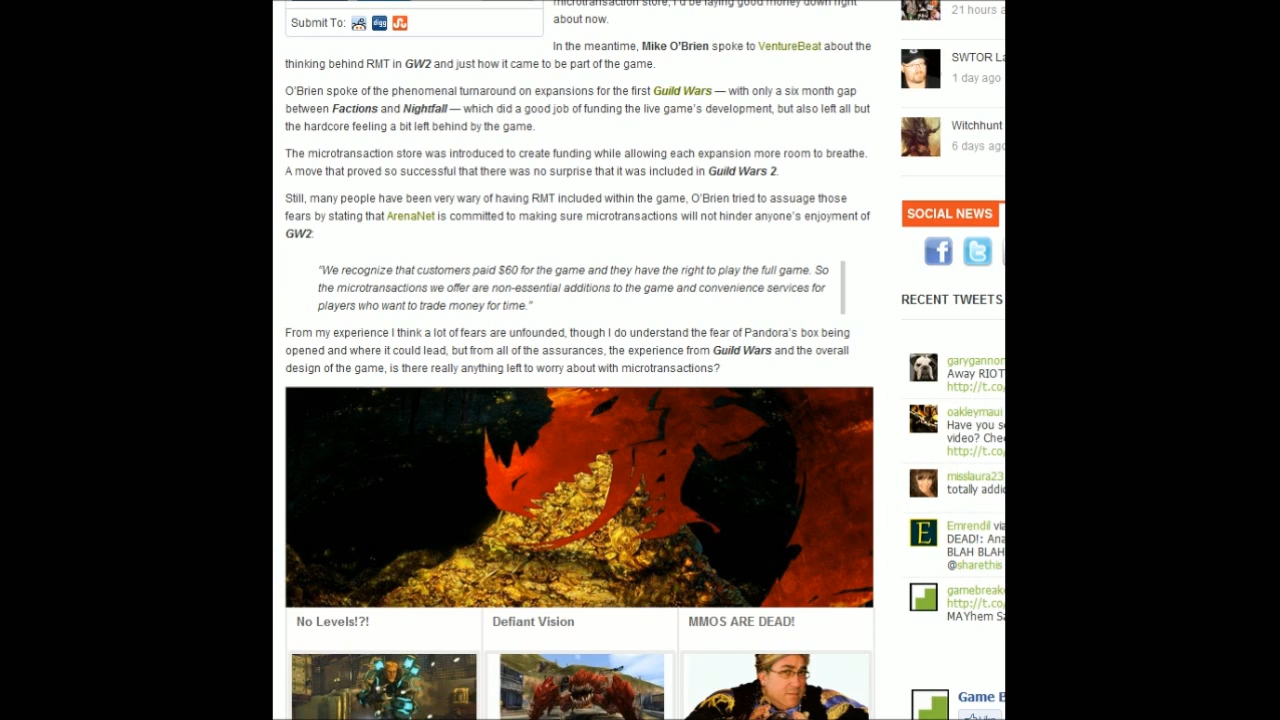 microtransaction store, I'd be laying good money down right
about now.
Submit To:
digg
In the meantime, Mike O'Brien spoke to VentureBeat about the
thinking behind RMT in GW2 and just how it came to be part of the game.
O'Brien spoke of the phenomenal turnaround on expansions for the first Guild Wars — with only a six month gap
between Factions and Nightfall — which did a good job of funding the live game's development, but also left all but
the hardcore feeling a bit left behind by the game.
The microtransaction store was introduced to create funding while allowing each expansion more room to breathe.
A move that proved so successful that there was no surprise that it was included in Guild Wars 2.
Still, many people have been very wary of having RMT included within the game, O'Brien tried to assuage those
fears by stating that ArenaNet is committed to making sure microtransactions will not hinder anyone's enjoyment of
GW2:
"We recognize that customers paid $60 for the game and they have the right to play the full game. So
the microtransactions we offer are non-essential additions to the game and convenience services for
players who want to trade money for time."
From my experience I think a lot of fears are unfounded, though I do understand the fear of Pandora's box being
opened and where it could lead, but from all of the assurances, the experience from Guild Wars and the overall
design of the game, is there really anything left to worry about with microtransactions?
No Levels!?!
Defiant Vision
MMOS ARE DEAD!
21 hours a
SWTOR La
1 day ago
Witchhunt
6 days ago
SOCIAL NEWS
RECENT TWEETS
garygannon
Away RIOT
http://t.co/
oakleymaui
Have you se
video? Chec
http://t.co/
misslaura23
totally addic
Emrendil via
DEAD!: Ana
BLAH BLAH
@sharethis
gamebreak
http://t.co/
MAYhem Sa
Game B